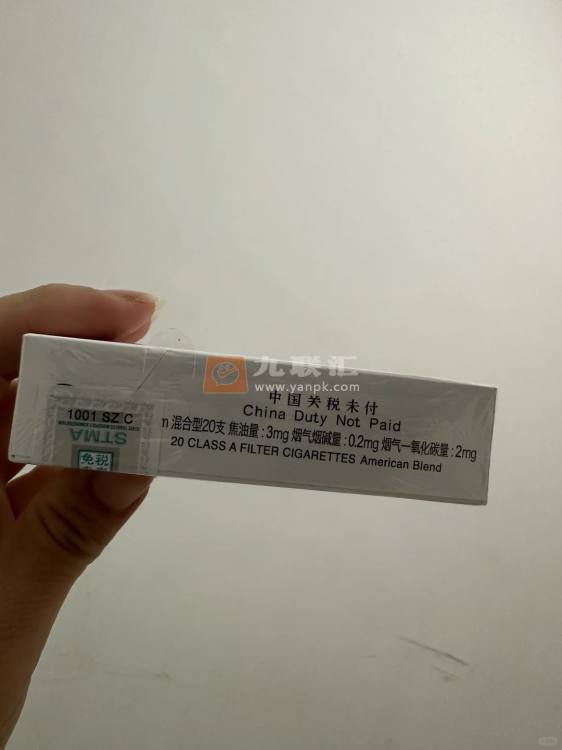 九联汇
www.yanpk.com
中国关税未付
China Duty Not Paid
1001 SZ C
STMA
免税
m 混合型20支 焦油量：3mg 烟气烟碱量：0.2mg 烟气一氧化碳量：2mg
20 CLASS A FILTER CIGARETTES American Blend